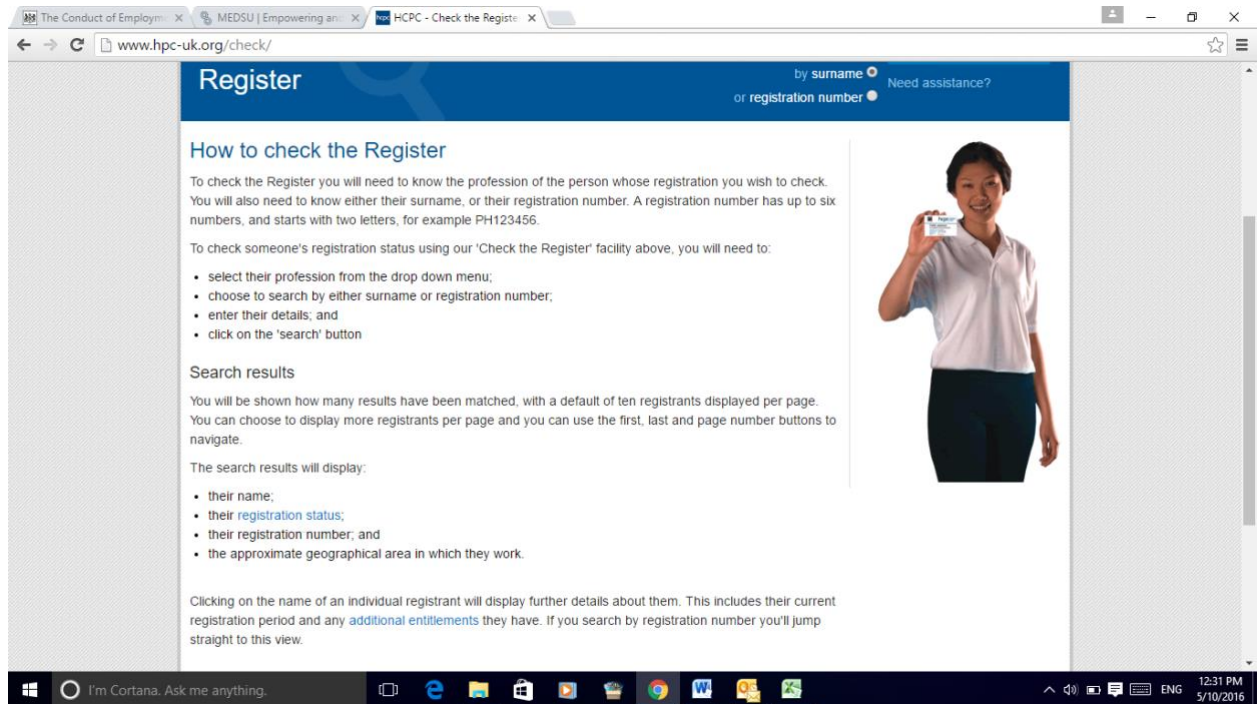 The Conduct of Employm
MEDSU | Empowering an
HCPC - Check the Registe
www.hpc-uk.org/check/
Register
by surname
or registration number
Need assistance?
How to check the Register
To check the Register you will need to know the profession of the person whose registration you wish to check.
You will also need to know either their surname, or their registration number. A registration number has up to six
numbers, and starts with two letters, for example PH123456.
To check someone's registration status using our 'Check the Register' facility above, you will need to:
• select their profession from the drop down menu;
• choose to search by either surname or registration number;
• enter their details; and
• click on the 'search' button
Search results
You will be shown how many results have been matched, with a default of ten registrants displayed per page.
You can choose to display more registrants per page and you can use the first, last and page number buttons to
navigate.
The search results will display:
• their name;
• their registration status;
• their registration number; and
• the approximate geographical area in which they work.
Clicking on the name of an individual registrant will display further details about them. This includes their current
registration period and any additional entitlements they have. If you search by registration number you'll jump
straight to this view.
I'm Cortana. Ask me anything.
ENG
12:31 PM
5/10/2016